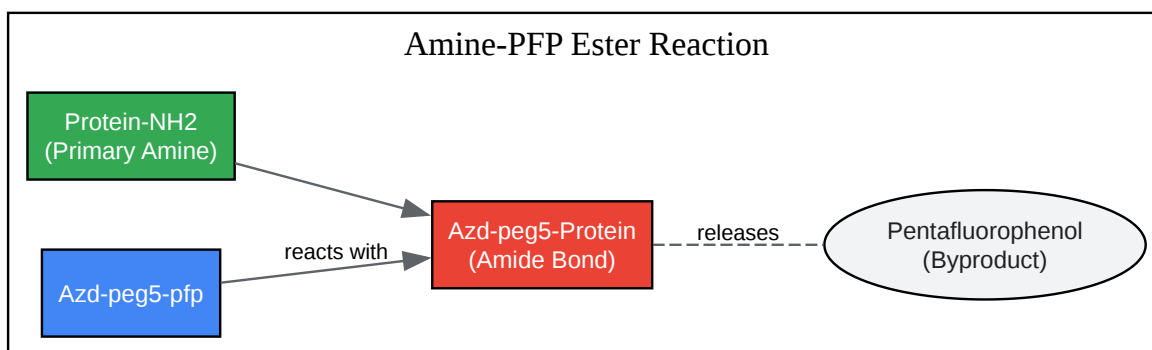 Amine-PFP Ester Reaction
Protein-NH2
(Primary Amine)
Azd-peg5-pfp
reacts with
Azd-peg5-Protein
(Amide Bond)
releases
Pentafluorophenol
(Byproduct)